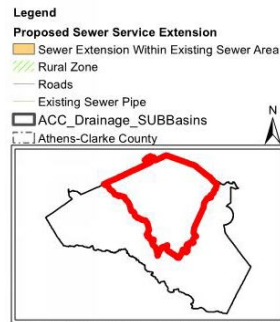 Legend
Proposed Sewer Service Extension
Sewer Extension Within Existing Sewer Area
Rural Zone
Roads
Existing Sewer Pipe
ACC_Drainage_SUBBasins
Athens-Clarke County
N